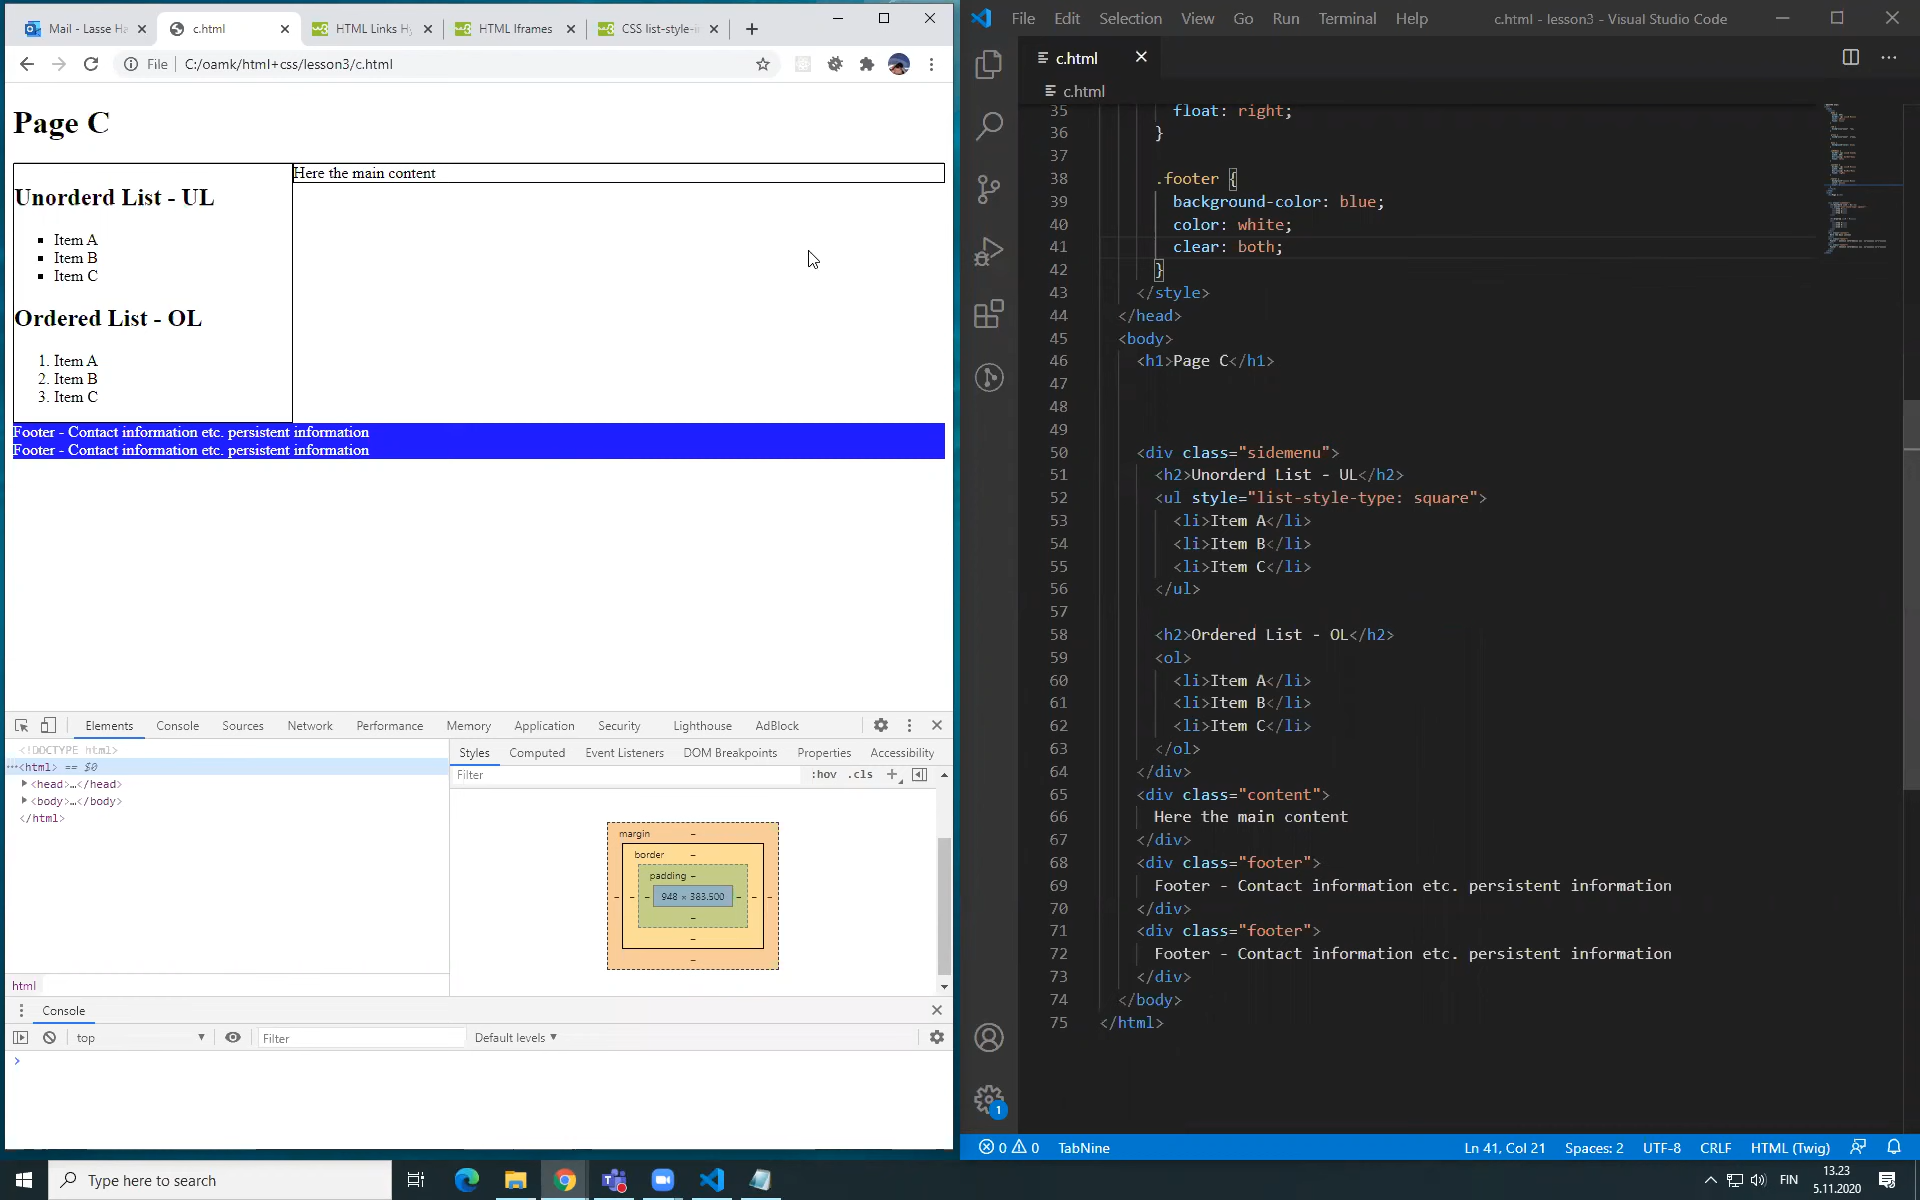 Mail - Lasse Ha
c.html
HTML Links Hy
HTML Iframes
CSS list-style-i
File
C:/oamk/html+css/lesson3/c.html
Page C
Unorderd List - UL
Item A
Item B
Item C
Ordered List - OL
1. Item A
2. Item B
3. Item C
Here the main content
Footer - Contact information etc. persistent information
Footer - Contact information etc. persistent information
Elements Console Sources Network Performance Memory Application Security Lighthouse AdBlock
<!DOCTYPE html>
<html> == $0
<head>…</head>
<body>…</body>
</html>
html
Styles Computed Event Listeners DOM Breakpoints Properties Accessibility
Filter :hov .cls
margin –
border –
padding –
948 × 383.500
Console
top Filter Default levels
File Edit Selection View Go Run Terminal Help c.html - lesson3 - Visual Studio Code
c.html
c.html
35 float: right;
36 }
37
38 .footer {
39 background-color: blue;
40 color: white;
41 clear: both;
42 }
43 </style>
44 </head>
45 <body>
46 <h1>Page C</h1>
47
48
49
50 <div class="sidemenu">
51 <h2>Unorderd List - UL</h2>
52 <ul style="list-style-type: square">
53 <li>Item A</li>
54 <li>Item B</li>
55 <li>Item C</li>
56 </ul>
57
58 <h2>Ordered List - OL</h2>
59 <ol>
60 <li>Item A</li>
61 <li>Item B</li>
62 <li>Item C</li>
63 </ol>
64 </div>
65 <div class="content">
66 Here the main content
67 </div>
68 <div class="footer">
69 Footer - Contact information etc. persistent information
70 </div>
71 <div class="footer">
72 Footer - Contact information etc. persistent information
73 </div>
74 </body>
75 </html>
1
0 0 TabNine Ln 41, Col 21 Spaces: 2 UTF-8 CRLF HTML (Twig)
Type here to search
FIN
13.23
5.11.2020